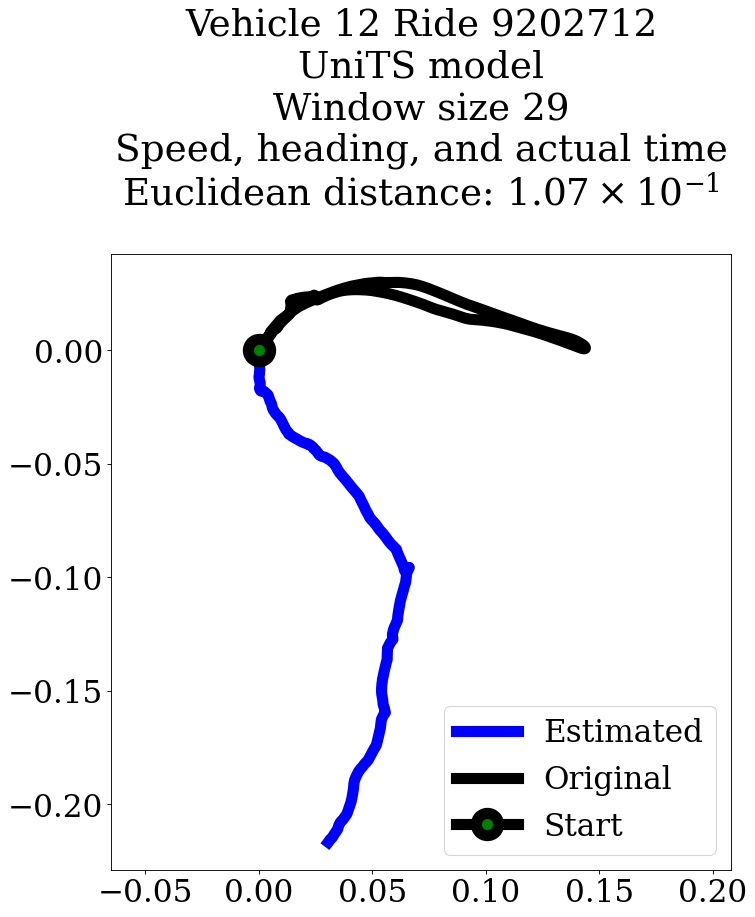 Vehicle 12 Ride 9202712
UniTS model
Window size 29
Speed, heading, and actual time
Euclidean distance: 1.07 × 10⁻¹
0.00
−0.05
−0.10
−0.15
−0.20
Estimated
Original
Start
−0.05 0.00 0.05 0.10 0.15 0.20